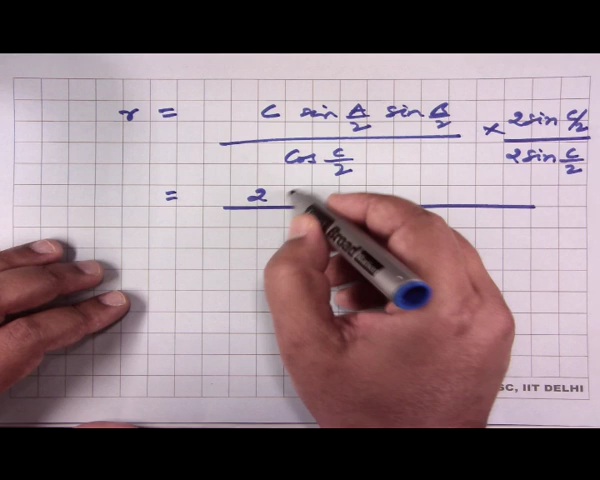 r = c sin A/2 sin B/2 / cos c/2 × 2 sin c/2 / 2 sin c/2
= 2
Broad
SC, IIT DELHI